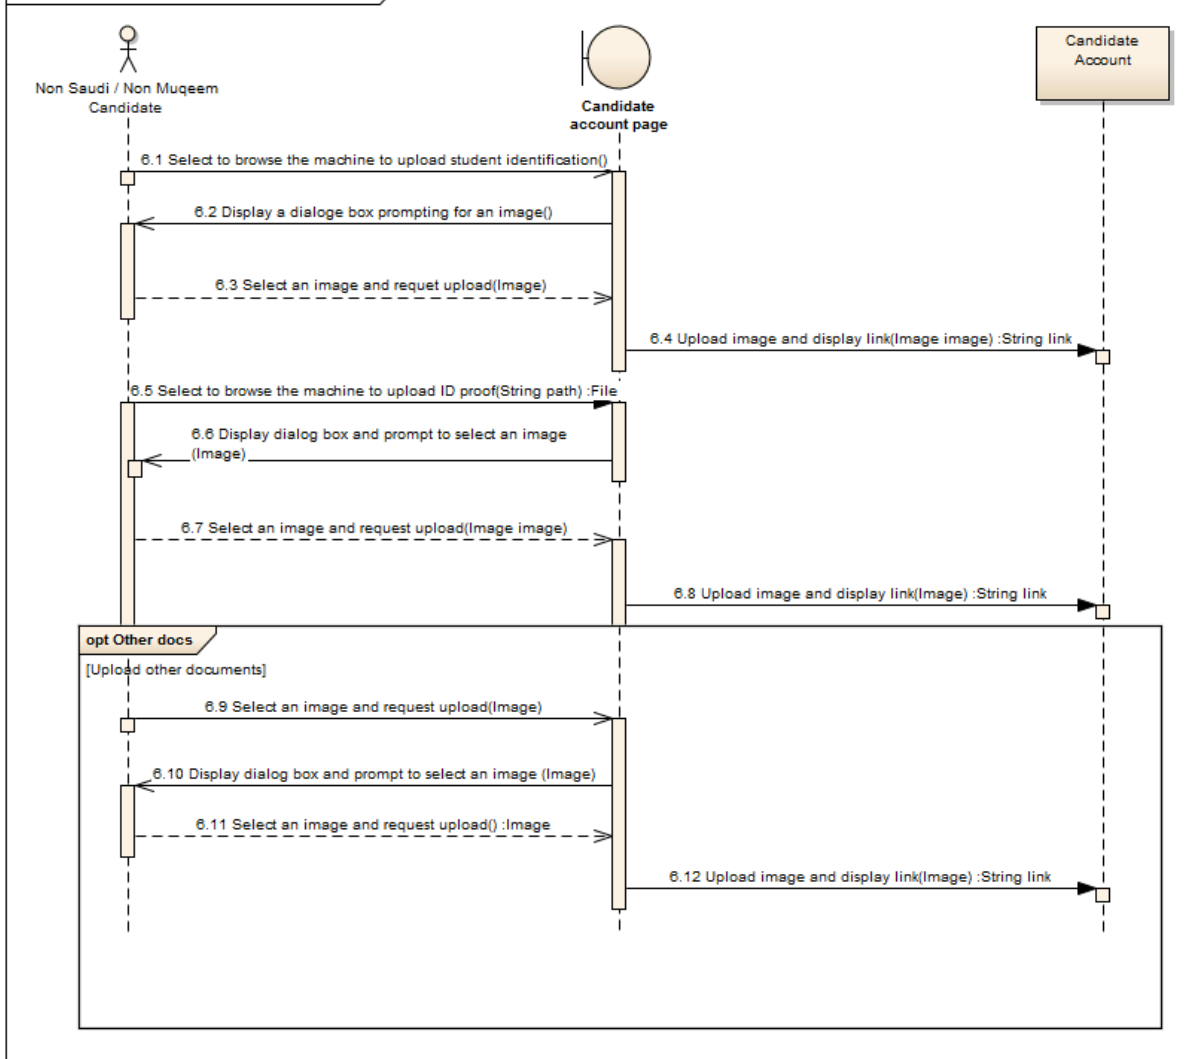 Non Saudi / Non Muqeem
Candidate
Candidate
account page
Candidate
Account
6.1 Select to browse the machine to upload student identification()
6.2 Display a dialoge box prompting for an image()
6.3 Select an image and requet upload(Image)
6.4 Upload image and display link(Image image) :String link
6.5 Select to browse the machine to upload ID proof(String path) :File
6.6 Display dialog box and prompt to select an image
(Image)
6.7 Select an image and request upload(Image image)
6.8 Upload image and display link(Image) :String link
opt Other docs
[Upload other documents]
6.9 Select an image and request upload(Image)
6.10 Display dialog box and prompt to select an image (Image)
6.11 Select an image and request upload() :Image
6.12 Upload image and display link(Image) :String link